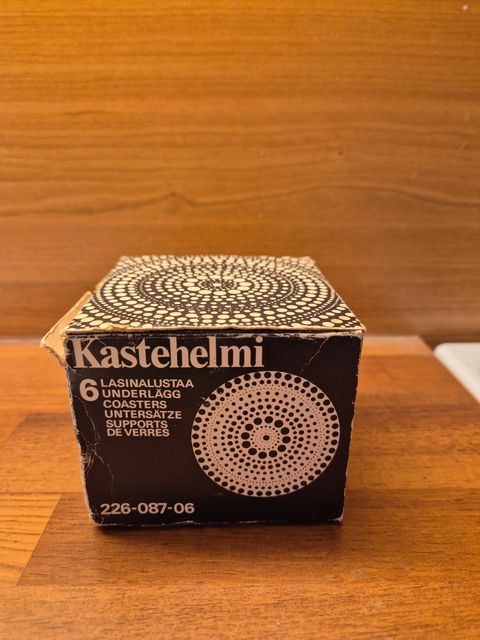 Kastehelmi
6 LASINALUSTAA
UNDERLÄGG
COASTERS
UNTERSÄTZE
SUPPORTS
DE VERRES
226-087-06